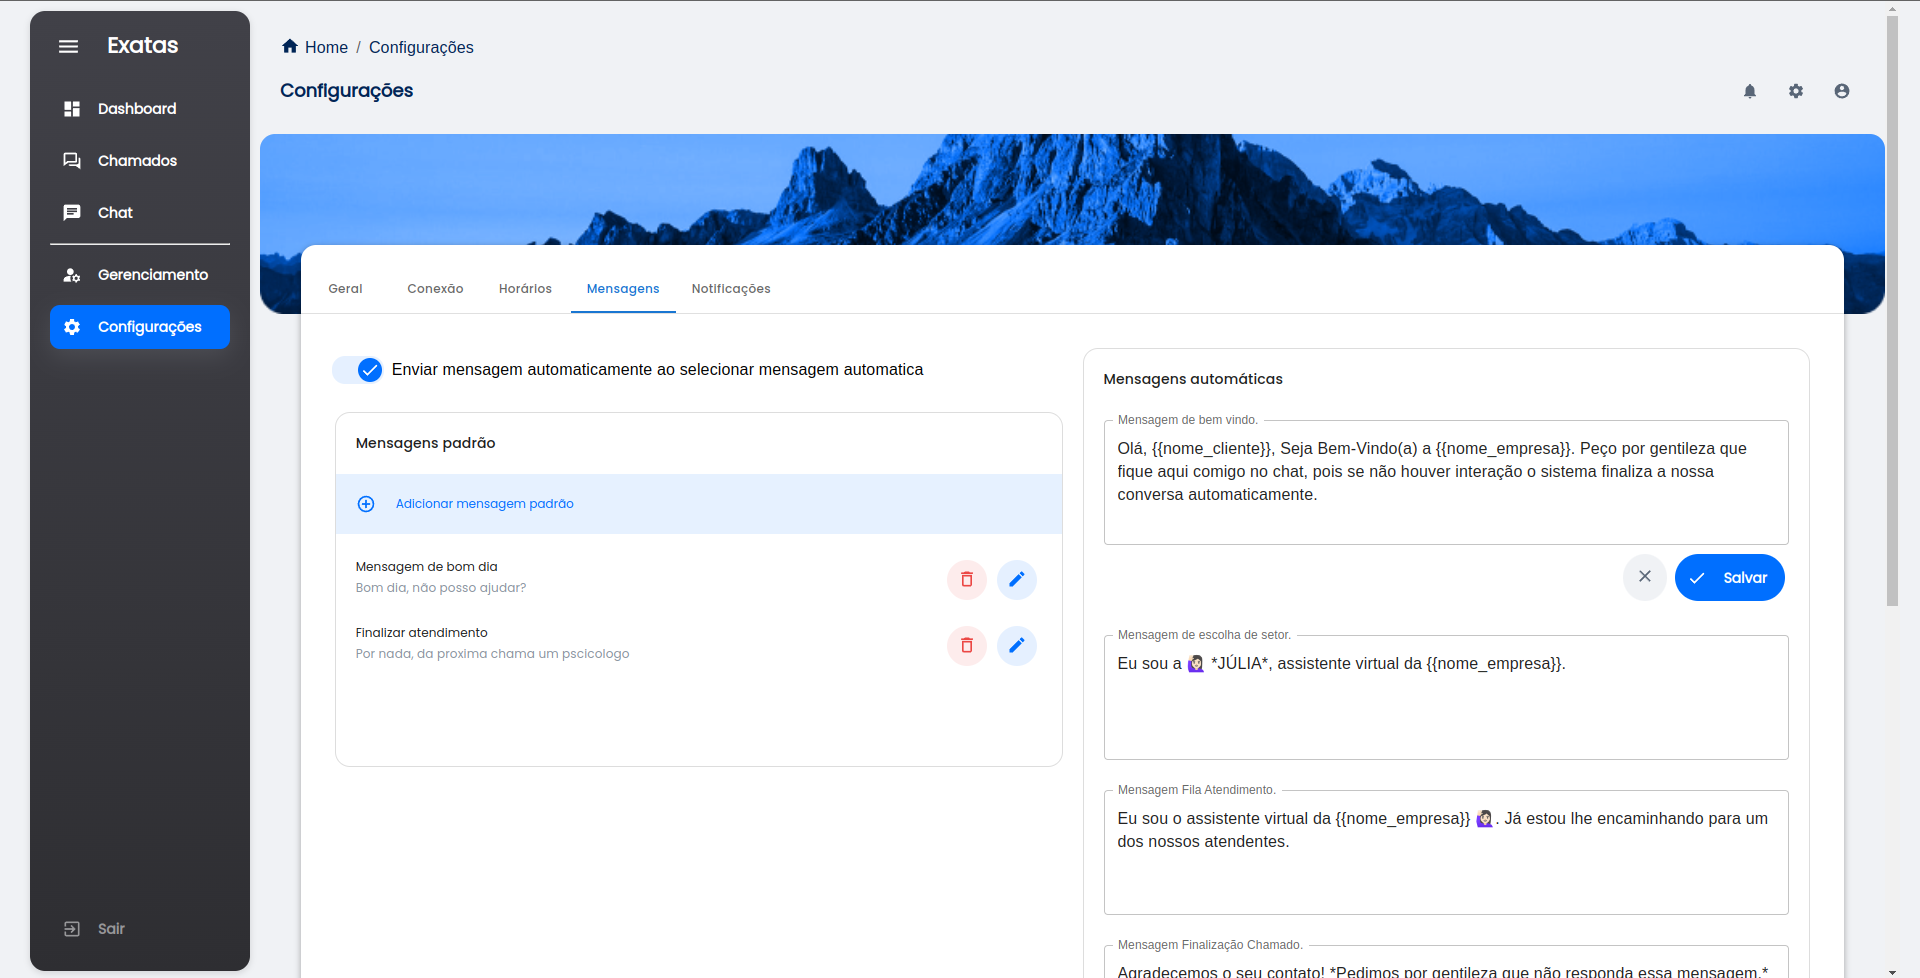 Exatas
Dashboard
Chamados
Chat
Gerenciamento
Configurações
Sair
Home / Configurações
Configurações
Geral
Conexão
Horários
Mensagens
Notificações
Enviar mensagem automaticamente ao selecionar mensagem automatica
Mensagens padrão
Adicionar mensagem padrão
Mensagem de bom dia
Bom dia, não posso ajudar?
Finalizar atendimento
Por nada, da proxima chama um pscicologo
Mensagens automáticas
Mensagem de bem vindo.
Olá, {{nome_cliente}}, Seja Bem-Vindo(a) a {{nome_empresa}}. Peço por gentileza que
fique aqui comigo no chat, pois se não houver interação o sistema finaliza a nossa
conversa automaticamente.
Salvar
Mensagem de escolha de setor.
Eu sou a 🙋🏻‍♀️ *JÚLIA*, assistente virtual da {{nome_empresa}}.
Mensagem Fila Atendimento.
Eu sou o assistente virtual da {{nome_empresa}} 🙋🏻‍♀️. Já estou lhe encaminhando para um
dos nossos atendentes.
Mensagem Finalização Chamado.
Agradecemos o seu contato! *Pedimos por gentileza que não responda essa mensagem.*